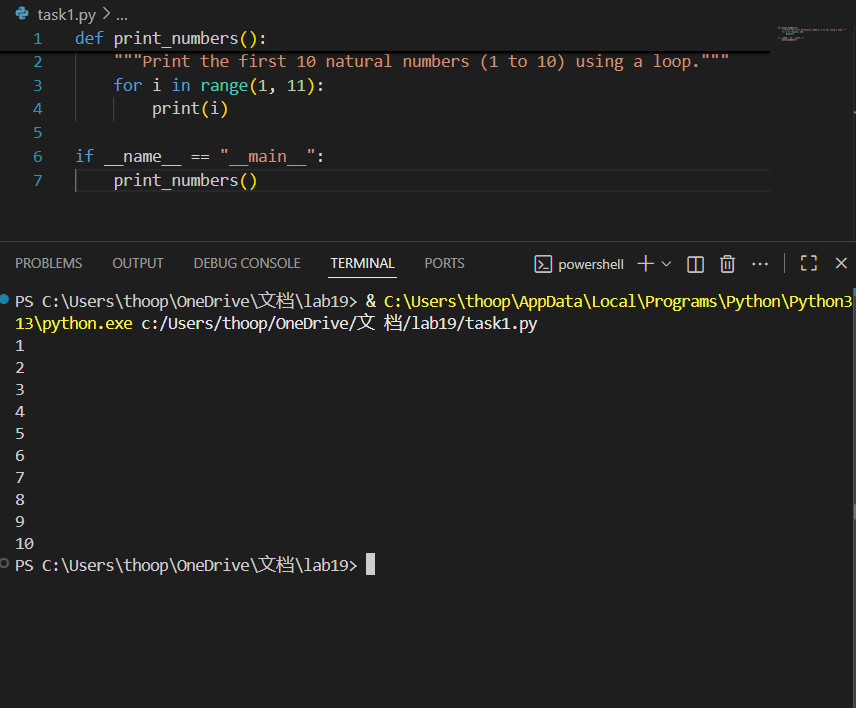 task1.py > ...
1 def print_numbers():
2     """Print the first 10 natural numbers (1 to 10) using a loop."""
3     for i in range(1, 11):
4         print(i)
5
6 if __name__ == "__main__":
7     print_numbers()
PROBLEMS OUTPUT DEBUG CONSOLE TERMINAL PORTS powershell
PS C:\Users\thoop\OneDrive\文档\lab19> & C:\Users\thoop\AppData\Local\Programs\Python\Python3
13\python.exe c:/Users/thoop/OneDrive/文 档/lab19/task1.py
1
2
3
4
5
6
7
8
9
10
PS C:\Users\thoop\OneDrive\文档\lab19>